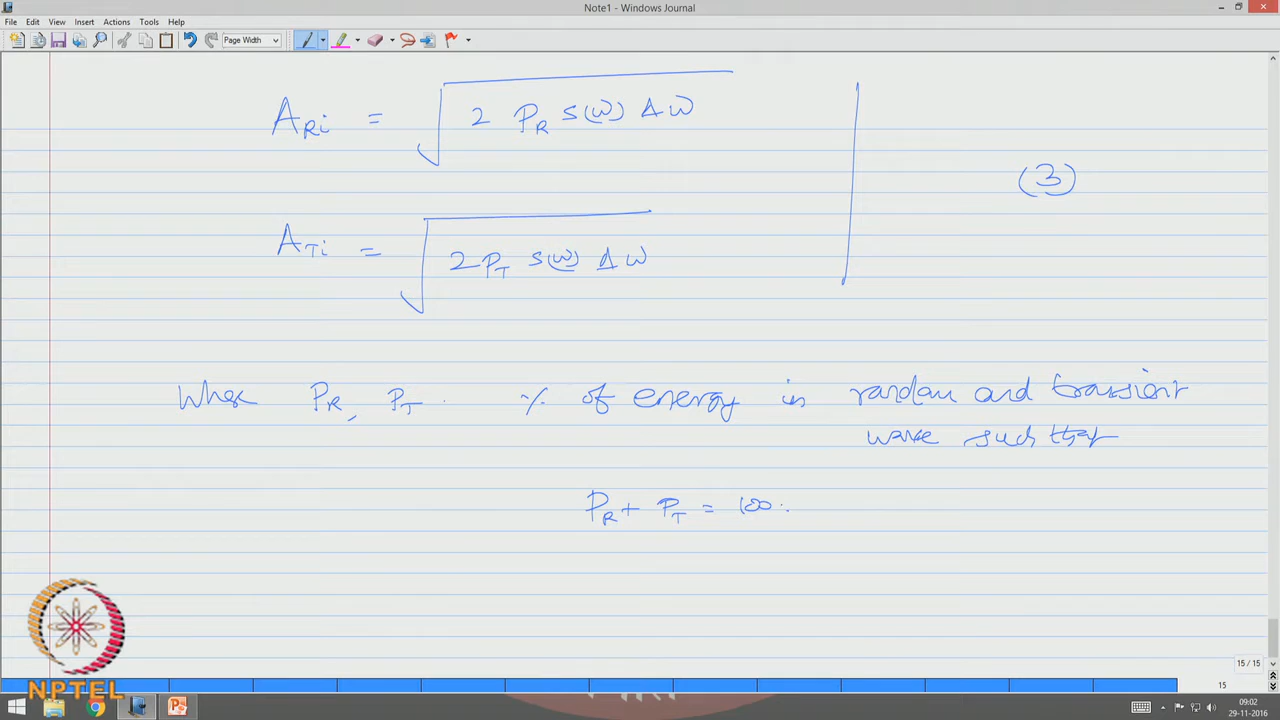 Note1 - Windows Journal
File Edit View Insert Actions Tools Help
Page Width
A_Ri = √(2 P_R S(ω) Δω)
(3)
A_Ti = √(2 P_T S(ω) Δω)
Where P_R, P_T . % of energy in random and transient
wave such that
P_R + P_T = 100.
15 / 15
15
NPTEL
09:02
29-11-2016